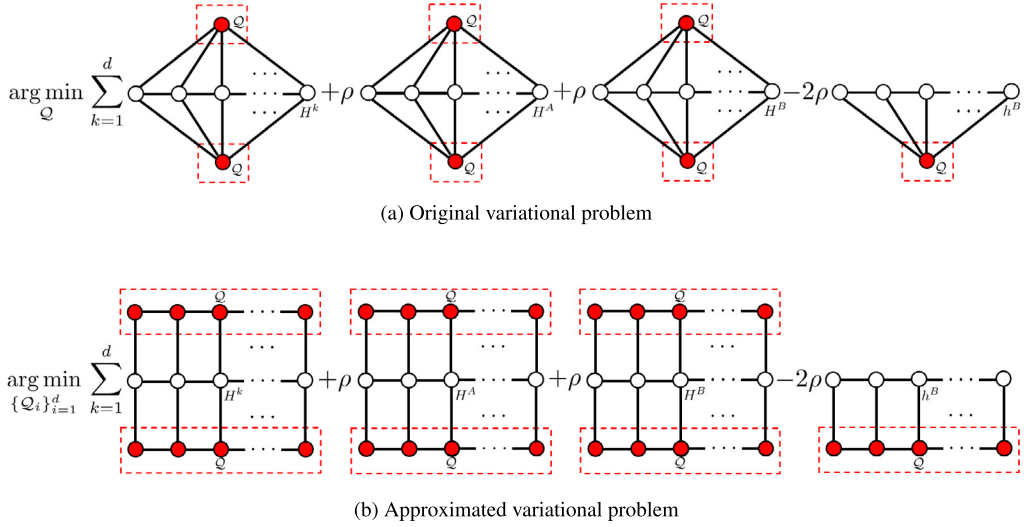 𝒬 𝒬 𝒬
arg min 𝒬 ∑ k=1 d ⋯ ⋯ H^k +ρ ⋯ ⋯ H^A +ρ ⋯ ⋯ H^B −2ρ ⋯ ⋯ h^B
𝒬 𝒬 𝒬 𝒬
(a) Original variational problem
𝒬 𝒬 𝒬
arg min {𝒬_i}_{i=1}^d ∑ k=1 d H^k ⋯ ⋯ +ρ H^A ⋯ ⋯ +ρ H^B ⋯ ⋯ −2ρ h^B ⋯ ⋯
𝒬 𝒬 𝒬 𝒬
(b) Approximated variational problem